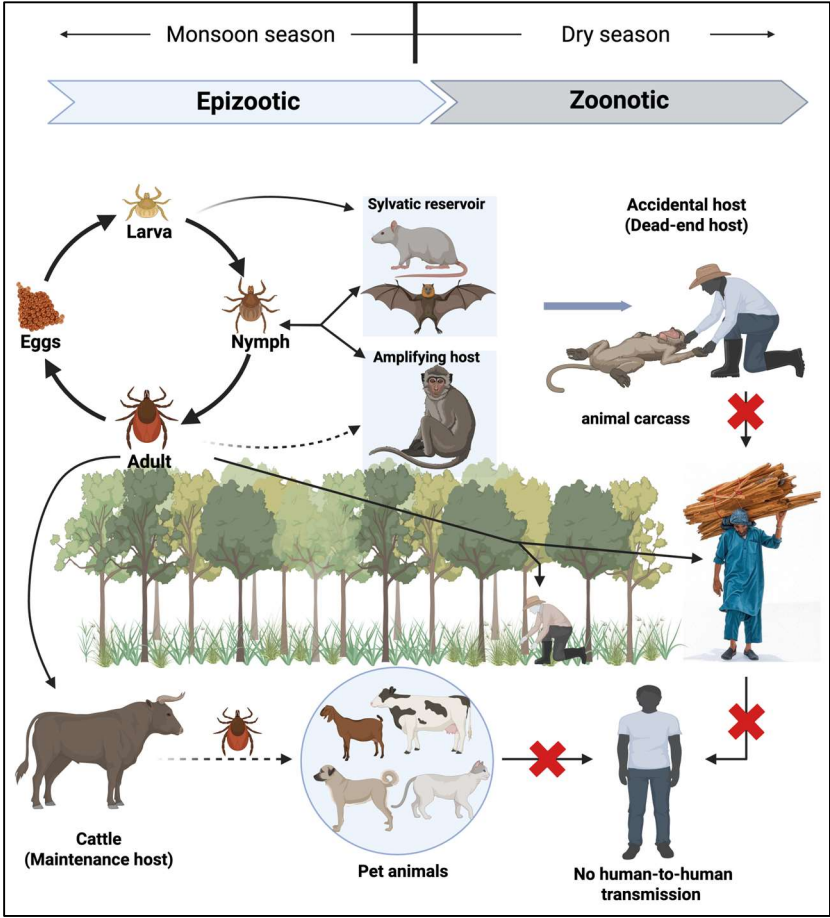 Monsoon season
Dry season
Epizootic
Zoonotic
Larva
Nymph
Adult
Eggs
Sylvatic reservoir
Amplifying host
Accidental host
(Dead-end host)
animal carcass
Cattle
(Maintenance host)
Pet animals
No human-to-human
transmission